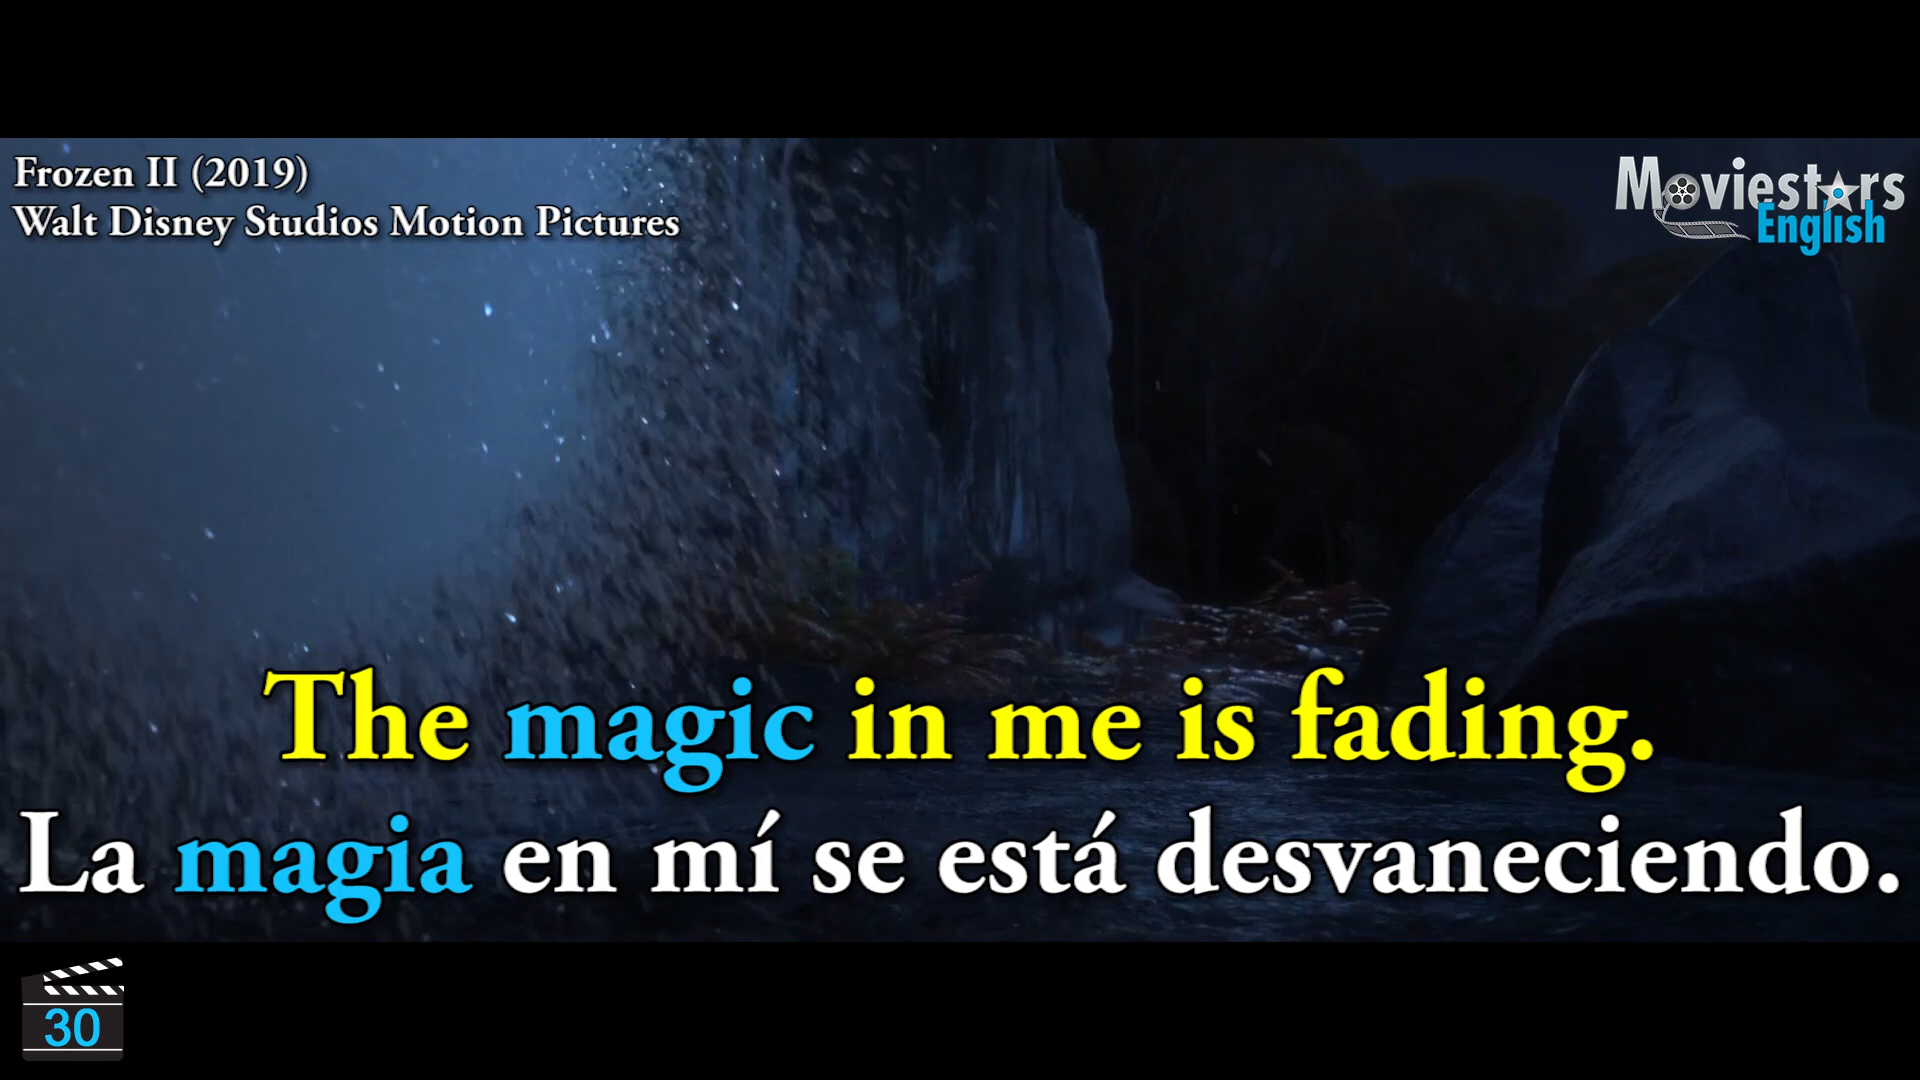 Frozen II (2019)
Walt Disney Studios Motion Pictures
Moviestars
English
The magic in me is fading.
La magia en mí se está desvaneciendo.
30